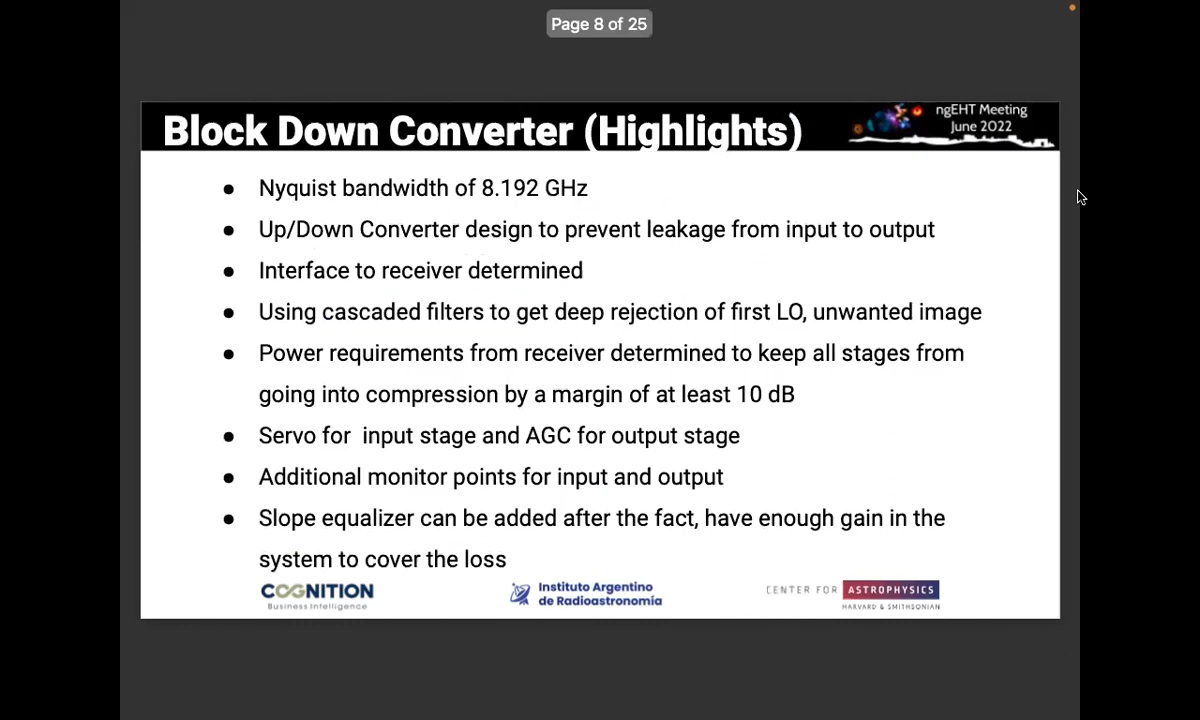 Page 8 of 25
Block Down Converter (Highlights)
ngEHT Meeting
June 2022
● Nyquist bandwidth of 8.192 GHz
● Up/Down Converter design to prevent leakage from input to output
● Interface to receiver determined
● Using cascaded filters to get deep rejection of first LO, unwanted image
● Power requirements from receiver determined to keep all stages from
going into compression by a margin of at least 10 dB
● Servo for input stage and AGC for output stage
● Additional monitor points for input and output
● Slope equalizer can be added after the fact, have enough gain in the
system to cover the loss
COGNITION
Business Intelligence
Instituto Argentino
de Radioastronomía
CENTER FOR ASTROPHYSICS
HARVARD & SMITHSONIAN